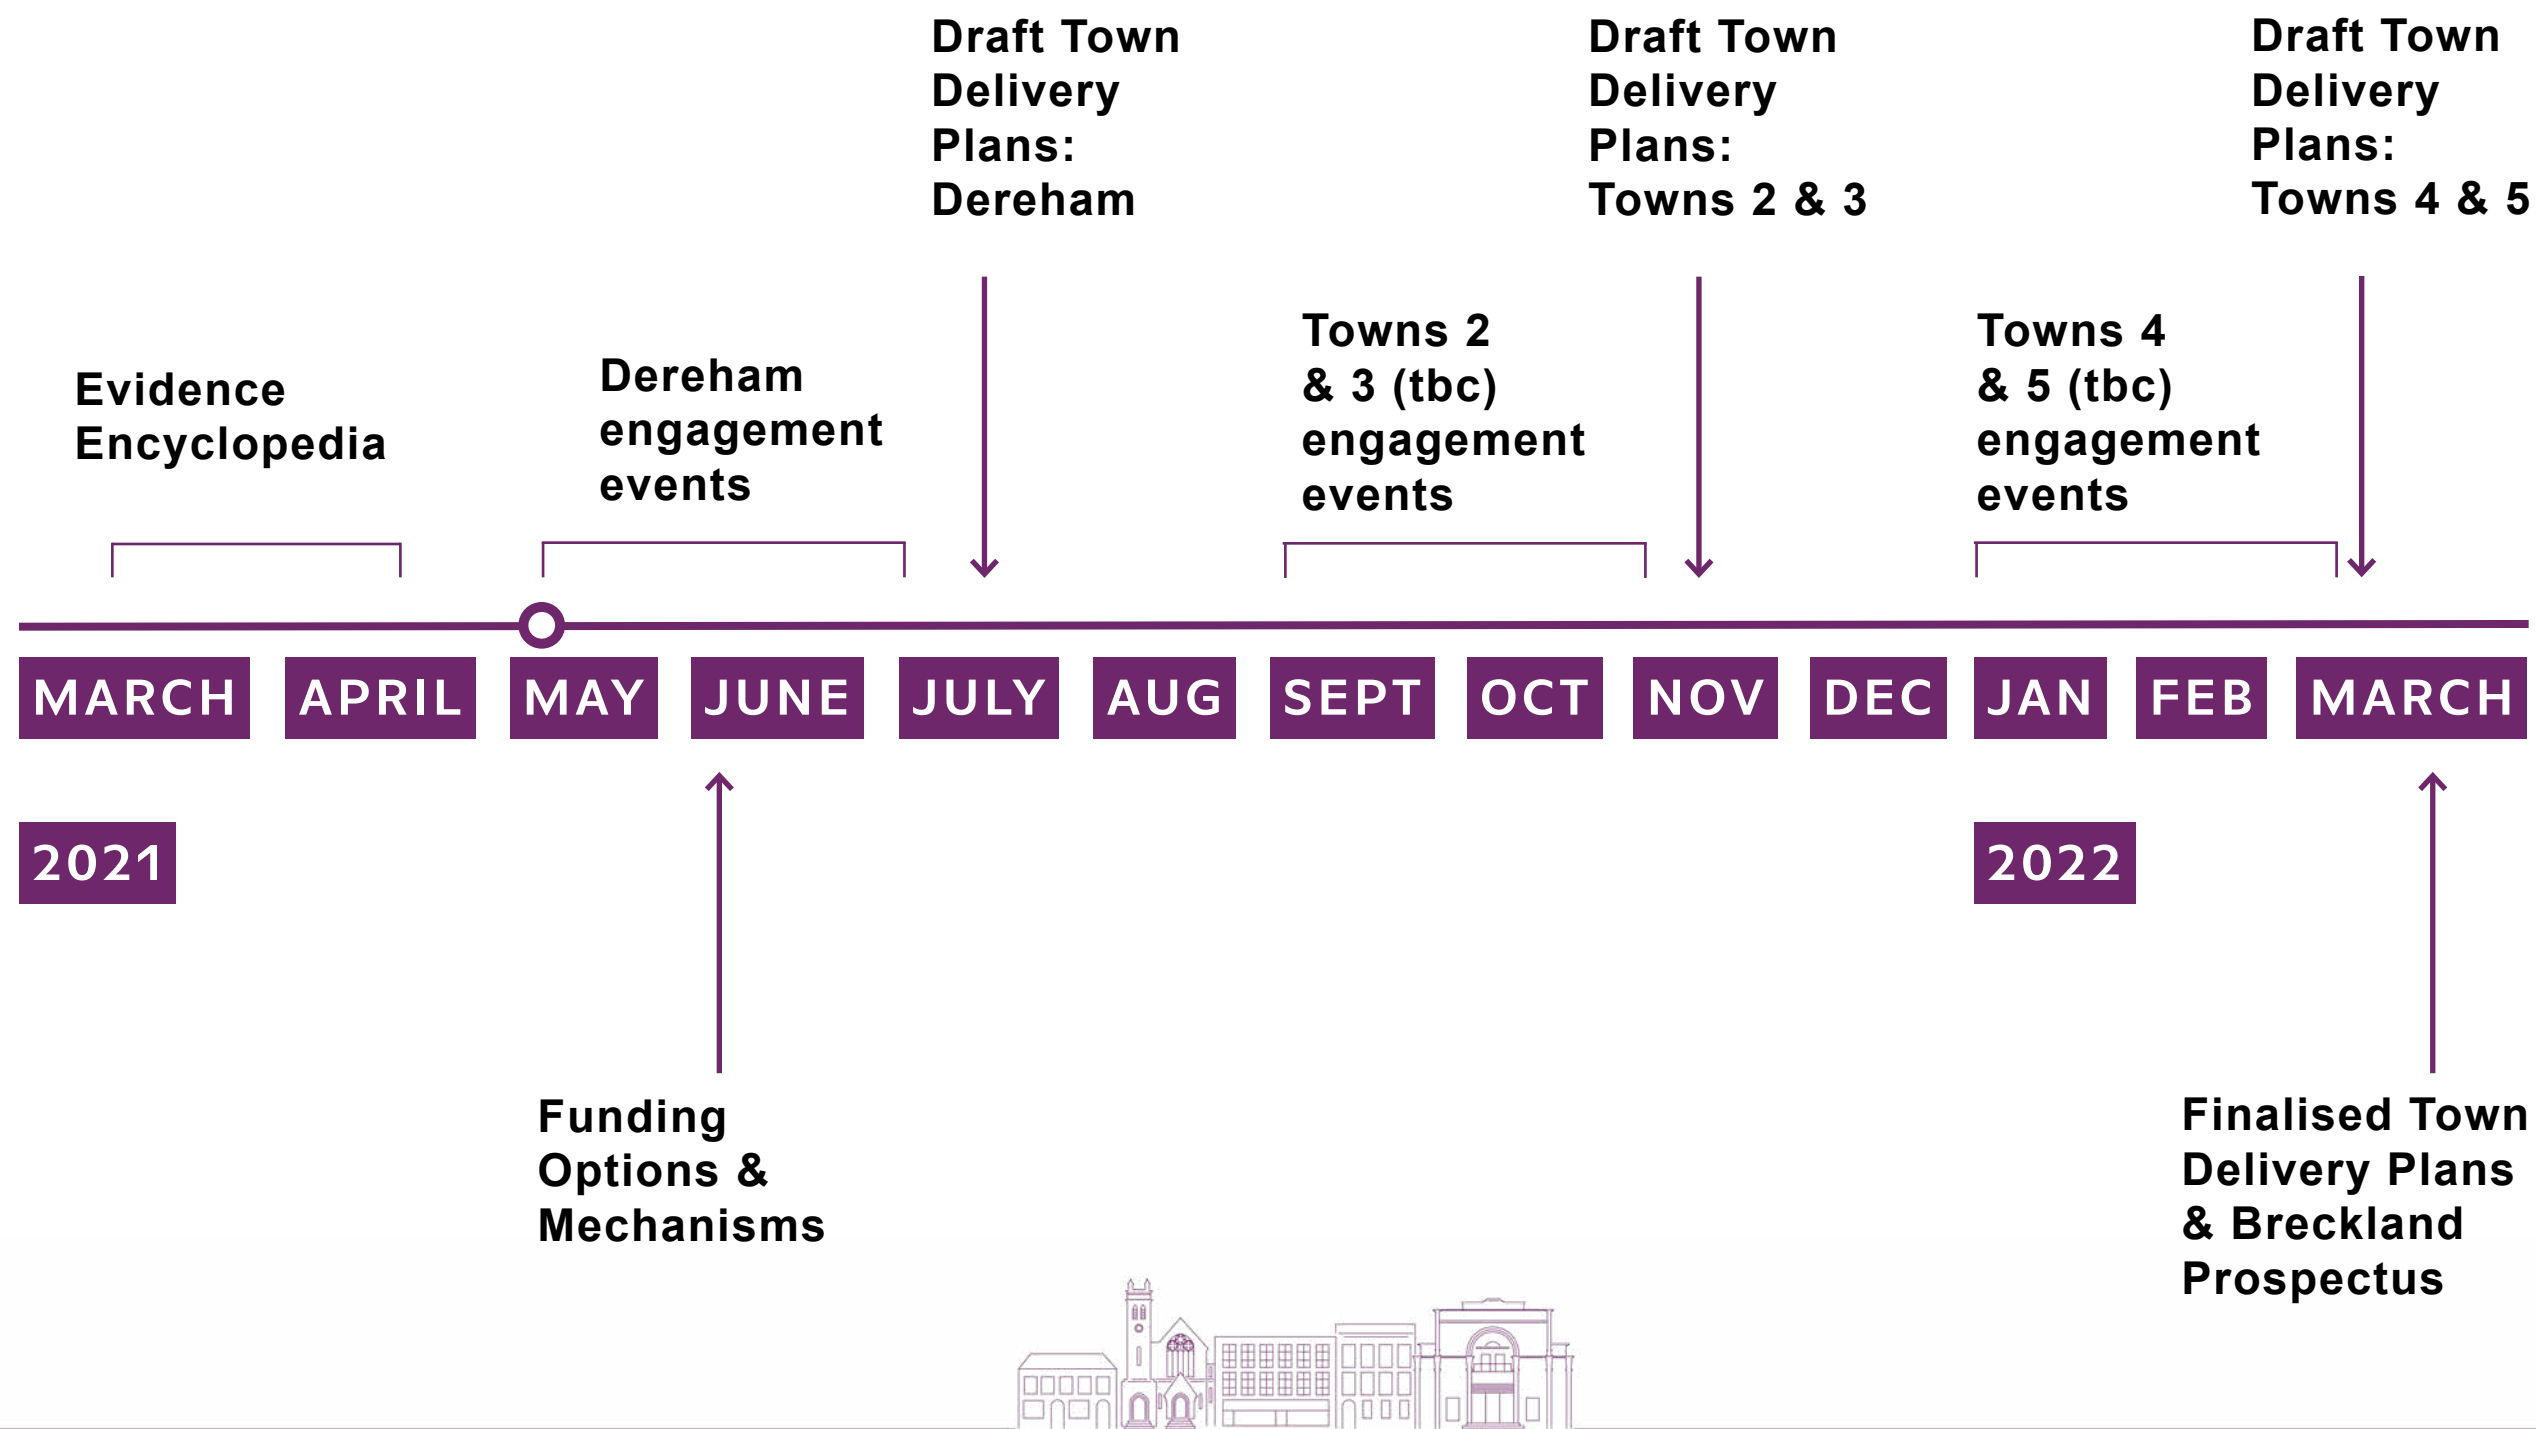 Draft Town
Delivery
Plans:
Dereham
Draft Town
Delivery
Plans:
Towns 2 & 3
Draft Town
Delivery
Plans:
Towns 4 & 5
Evidence
Encyclopedia
Dereham
engagement
events
Towns 2
& 3 (tbc)
engagement
events
Towns 4
& 5 (tbc)
engagement
events
MARCH APRIL MAY JUNE JULY AUG SEPT OCT NOV DEC JAN FEB MARCH
2021 2022
Funding
Options &
Mechanisms
Finalised Town
Delivery Plans
& Breckland
Prospectus